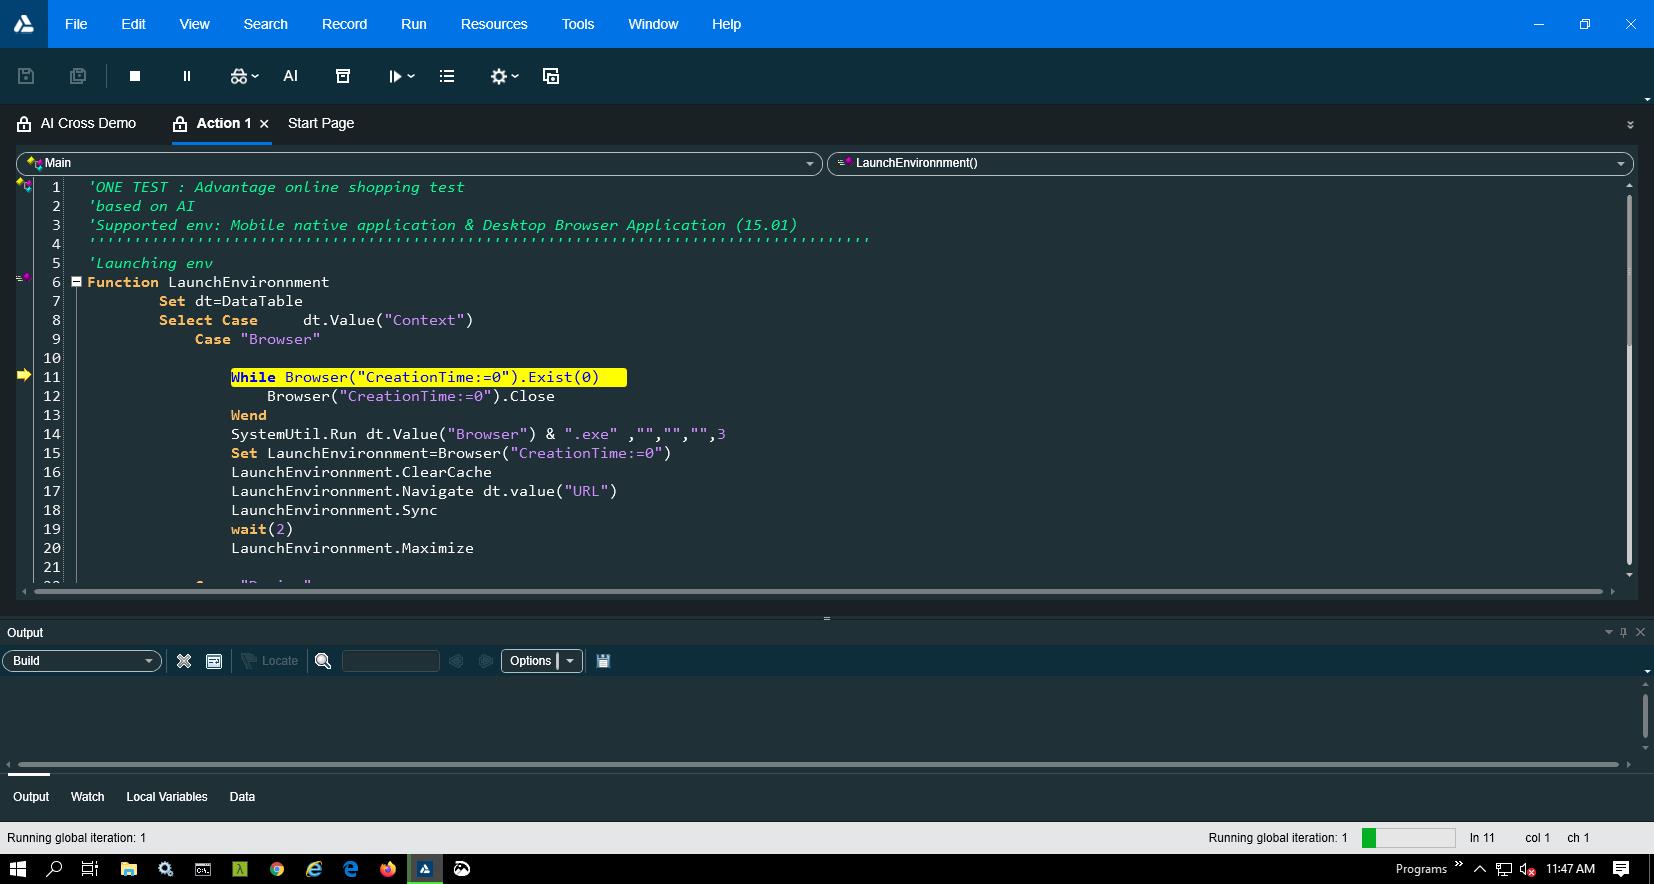 File Edit View Search Record Run Resources Tools Window Help
AI
AI Cross Demo Action 1 Start Page
Main LaunchEnvironnment()
1 'ONE TEST : Advantage online shopping test
2 'based on AI
3 'Supported env: Mobile native application & Desktop Browser Application (15.01)
4 '''''''''''''''''''''''''''''''''''''''''''''''''''''''''''''''''''''''''''''''''''''''
5 'Launching env
6 Function LaunchEnvironnment
7 Set dt=DataTable
8 Select Case dt.Value("Context")
9 Case "Browser"
10
11 While Browser("CreationTime:=0").Exist(0)
12 Browser("CreationTime:=0").Close
13 Wend
14 SystemUtil.Run dt.Value("Browser") & ".exe" ,"","","",3
15 Set LaunchEnvironnment=Browser("CreationTime:=0")
16 LaunchEnvironnment.ClearCache
17 LaunchEnvironnment.Navigate dt.value("URL")
18 LaunchEnvironnment.Sync
19 wait(2)
20 LaunchEnvironnment.Maximize
21
Output
Build Locate Options
Output Watch Local Variables Data
Running global iteration: 1 Running global iteration: 1 ln 11 col 1 ch 1
Programs 11:47 AM